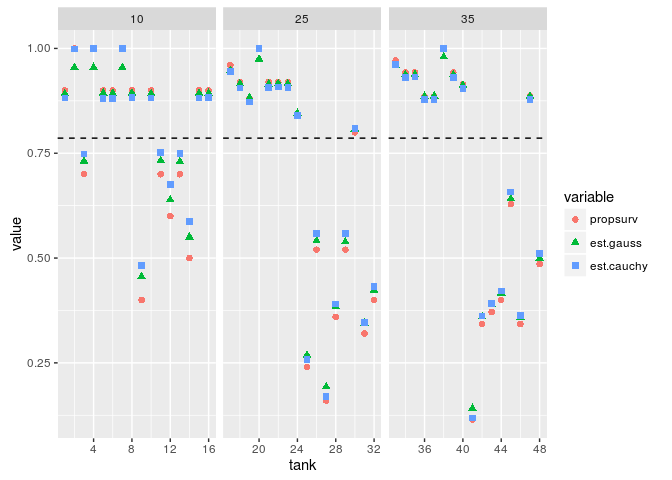 10 25 35
1.00
0.75
0.50
0.25
value
4 8 12 16 20 24 28 32 36 40 44 48
tank
variable
propsurv
est.gauss
est.cauchy